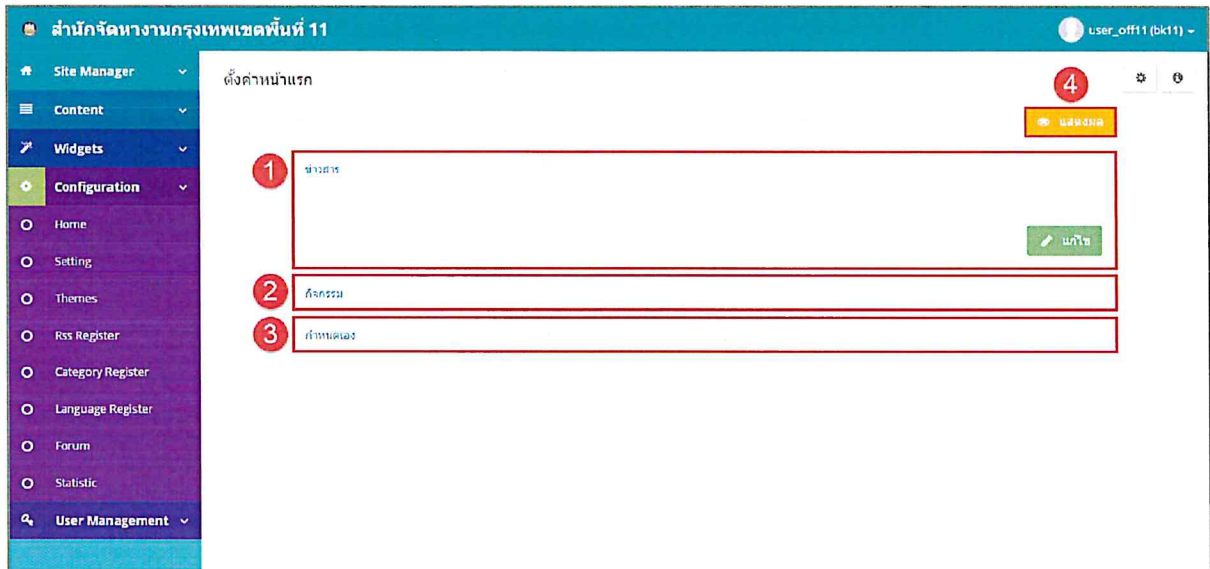 สำนักจัดหางานกรุงเทพเขตพื้นที่ 11
user_off11 (bk11)
Site Manager
Content
Widgets
Configuration
Home
Setting
Themes
Rss Register
Category Register
Language Register
Forum
Statistic
User Management
ตั้งค่าหน้าแรก
4
แสดงผล
1
ข่าวสาร
แก้ไข
2
กิจกรรม
3
กำหนดเอง